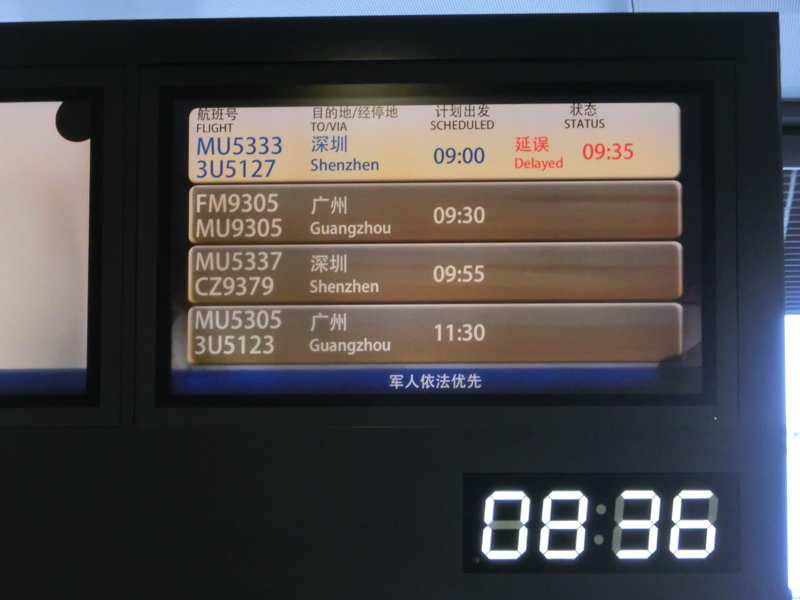 航班号 目的地/经停地 计划出发 状态
FLIGHT TO/VIA SCHEDULED STATUS
MU5333 深圳 09:00 延误 09:35
3U5127 Shenzhen Delayed
FM9305 广州 09:30
MU9305 Guangzhou
MU5337 深圳 09:55
CZ9379 Shenzhen
MU5305 广州 11:30
3U5123 Guangzhou
军人依法优先
08:36